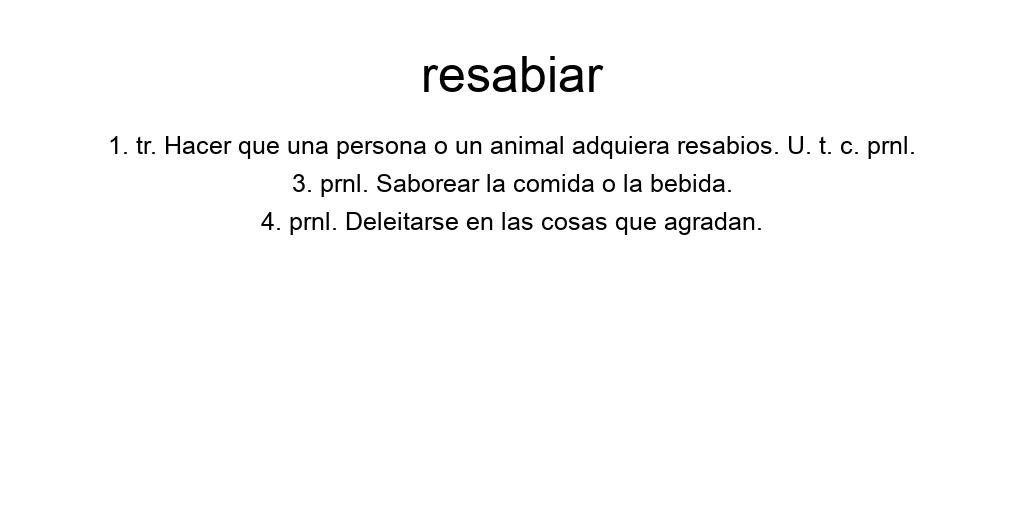 resabiar
1. tr. Hacer que una persona o un animal adquiera resabios. U. t. c. prnl.
3. prnl. Saborear la comida o la bebida.
4. prnl. Deleitarse en las cosas que agradan.